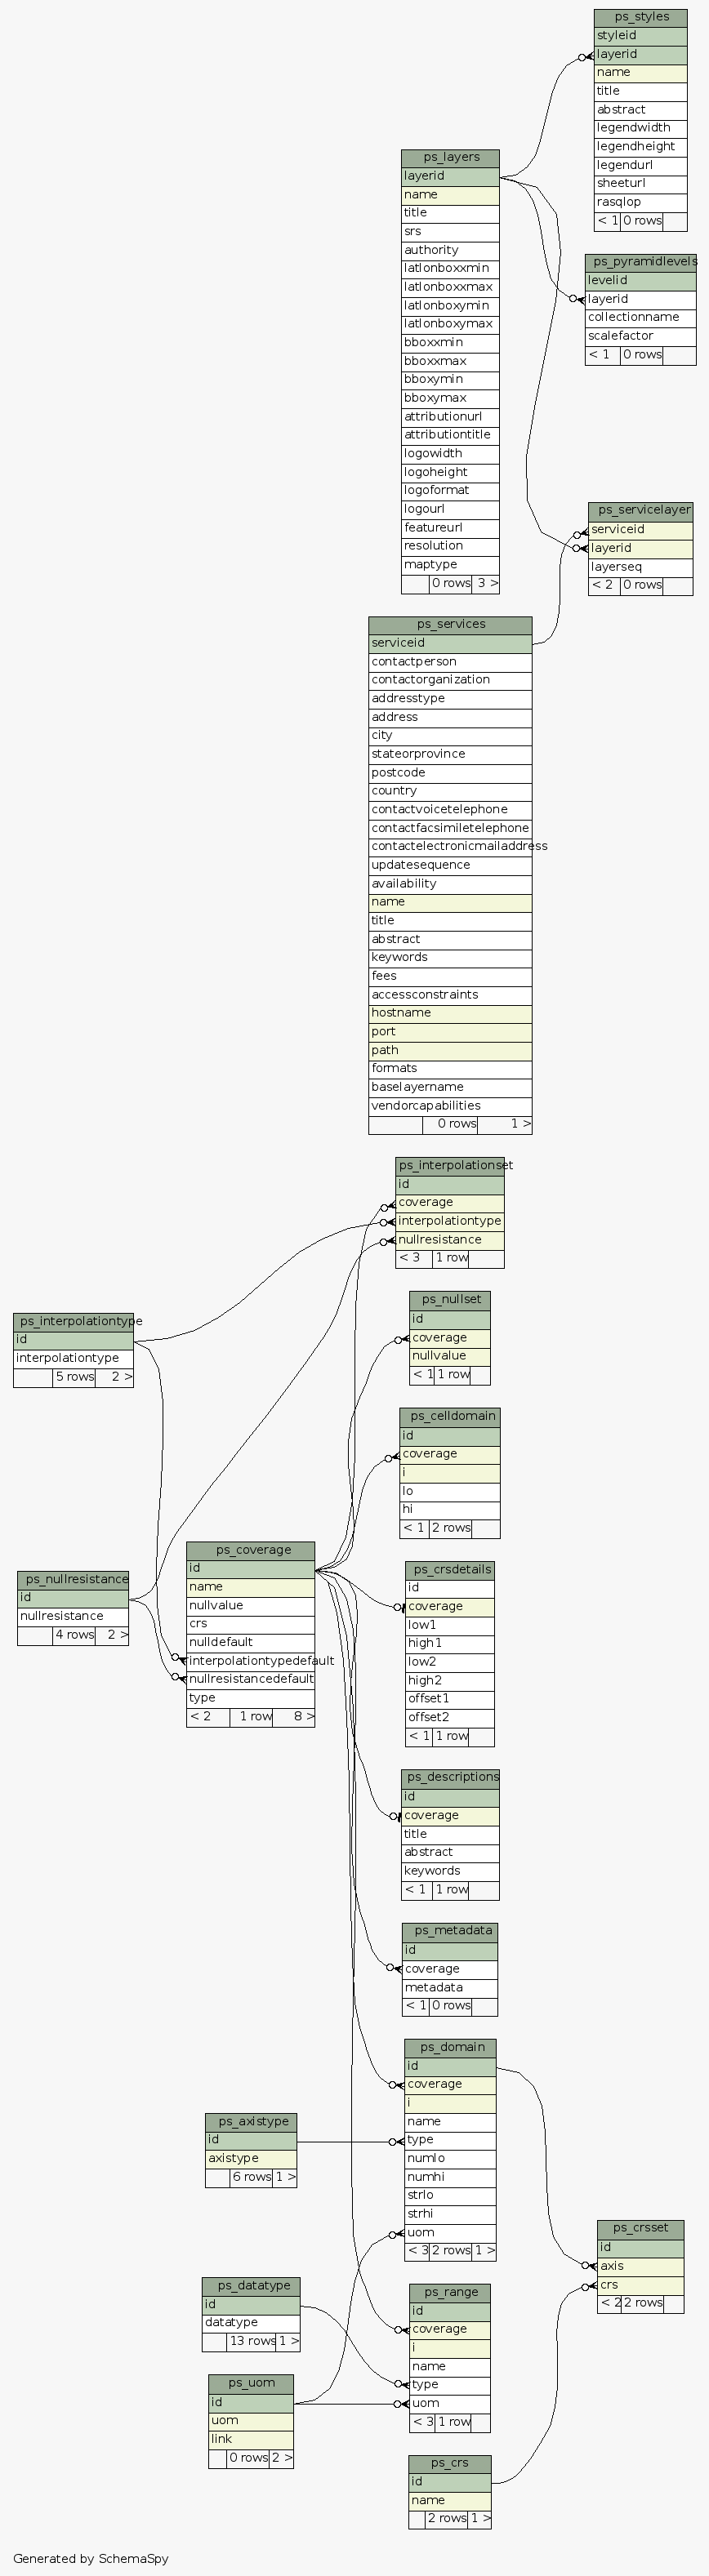 ps_styles
styleid
layerid
name
title
abstract
legendwidth
legendheight
legendurl
sheeturl
rasqlop
< 1 0 rows
ps_layers
layerid
name
title
srs
authority
latlonboxxmin
latlonboxxmax
latlonboxymin
latlonboxymax
bboxxmin
bboxxmax
bboxymin
bboxymax
attributionurl
attributiontitle
logowidth
logoheight
logoformat
logourl
featureurl
resolution
maptype
0 rows 3 >
ps_pyramidlevels
levelid
layerid
collectionname
scalefactor
< 1 0 rows
ps_servicelayer
serviceid
layerid
layerseq
< 2 0 rows
ps_services
serviceid
contactperson
contactorganization
addresstype
address
city
stateorprovince
postcode
country
contactvoicetelephone
contactfacsimiletelephone
contactelectronicmailaddress
updatesequence
availability
name
title
abstract
keywords
fees
accessconstraints
hostname
port
path
formats
baselayername
vendorcapabilities
0 rows 1 >
ps_interpolationset
id
coverage
interpolationtype
nullresistance
< 3 1 row
ps_nullset
id
coverage
nullvalue
< 1 1 row
ps_interpolationtype
id
interpolationtype
5 rows 2 >
ps_celldomain
id
coverage
i
lo
hi
< 1 2 rows
ps_nullresistance
id
nullresistance
4 rows 2 >
ps_coverage
id
name
nullvalue
crs
nulldefault
interpolationtypedefault
nullresistancedefault
type
< 2 1 row 8 >
ps_crsdetails
id
coverage
low1
high1
low2
high2
offset1
offset2
< 1 1 row
ps_descriptions
id
coverage
title
abstract
keywords
< 1 1 row
ps_metadata
id
coverage
metadata
< 1 0 rows
ps_domain
id
coverage
i
name
type
numlo
numhi
strlo
strhi
uom
< 3 2 rows 1 >
ps_axistype
id
axistype
6 rows 1 >
ps_crsset
id
axis
crs
< 2 2 rows
ps_datatype
id
datatype
13 rows 1 >
ps_range
id
coverage
i
name
type
uom
< 3 1 row
ps_uom
id
uom
link
0 rows 2 >
ps_crs
id
name
2 rows 1 >
Generated by SchemaSpy